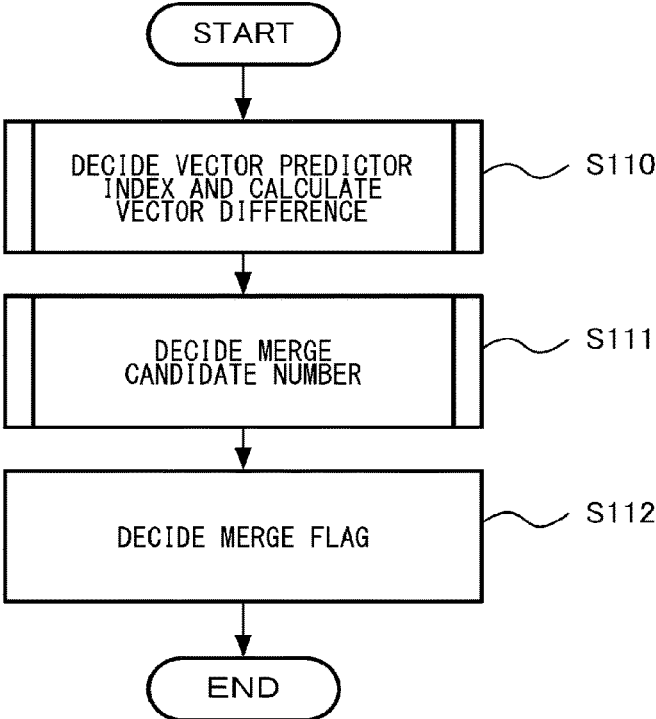 START
DECIDE VECTOR PREDICTOR
INDEX AND CALCULATE
VECTOR DIFFERENCE
S110
DECIDE MERGE
CANDIDATE NUMBER
S111
DECIDE MERGE FLAG
S112
END